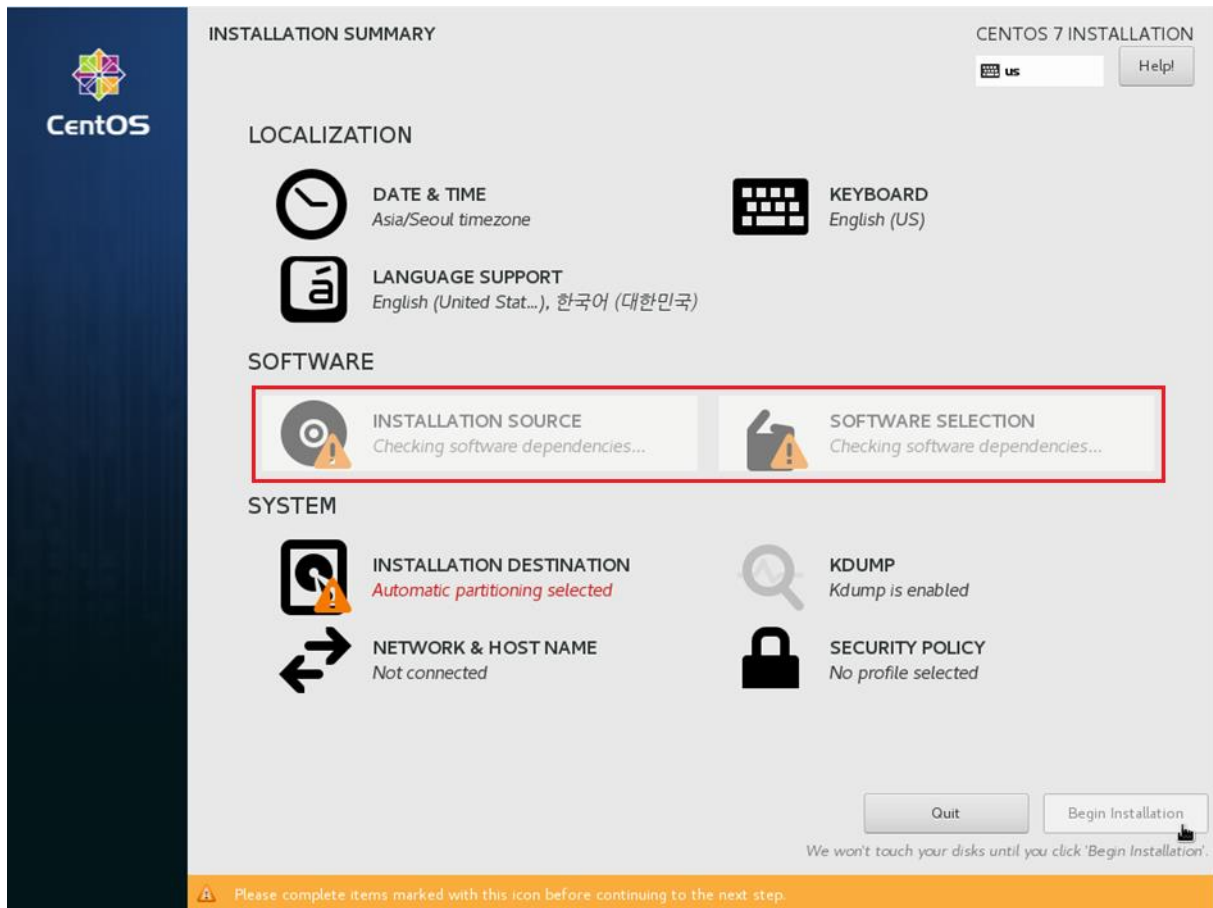 INSTALLATION SUMMARY
CENTOS 7 INSTALLATION
us
Help!
CentOS
LOCALIZATION
DATE & TIME
Asia/Seoul timezone
KEYBOARD
English (US)
á
LANGUAGE SUPPORT
English (United Stat...), 한국어 (대한민국)
SOFTWARE
INSTALLATION SOURCE
Checking software dependencies...
SOFTWARE SELECTION
Checking software dependencies...
SYSTEM
INSTALLATION DESTINATION
Automatic partitioning selected
KDUMP
Kdump is enabled
NETWORK & HOST NAME
Not connected
SECURITY POLICY
No profile selected
Quit
Begin Installation
We won't touch your disks until you click 'Begin Installation'.
Please complete items marked with this icon before continuing to the next step.